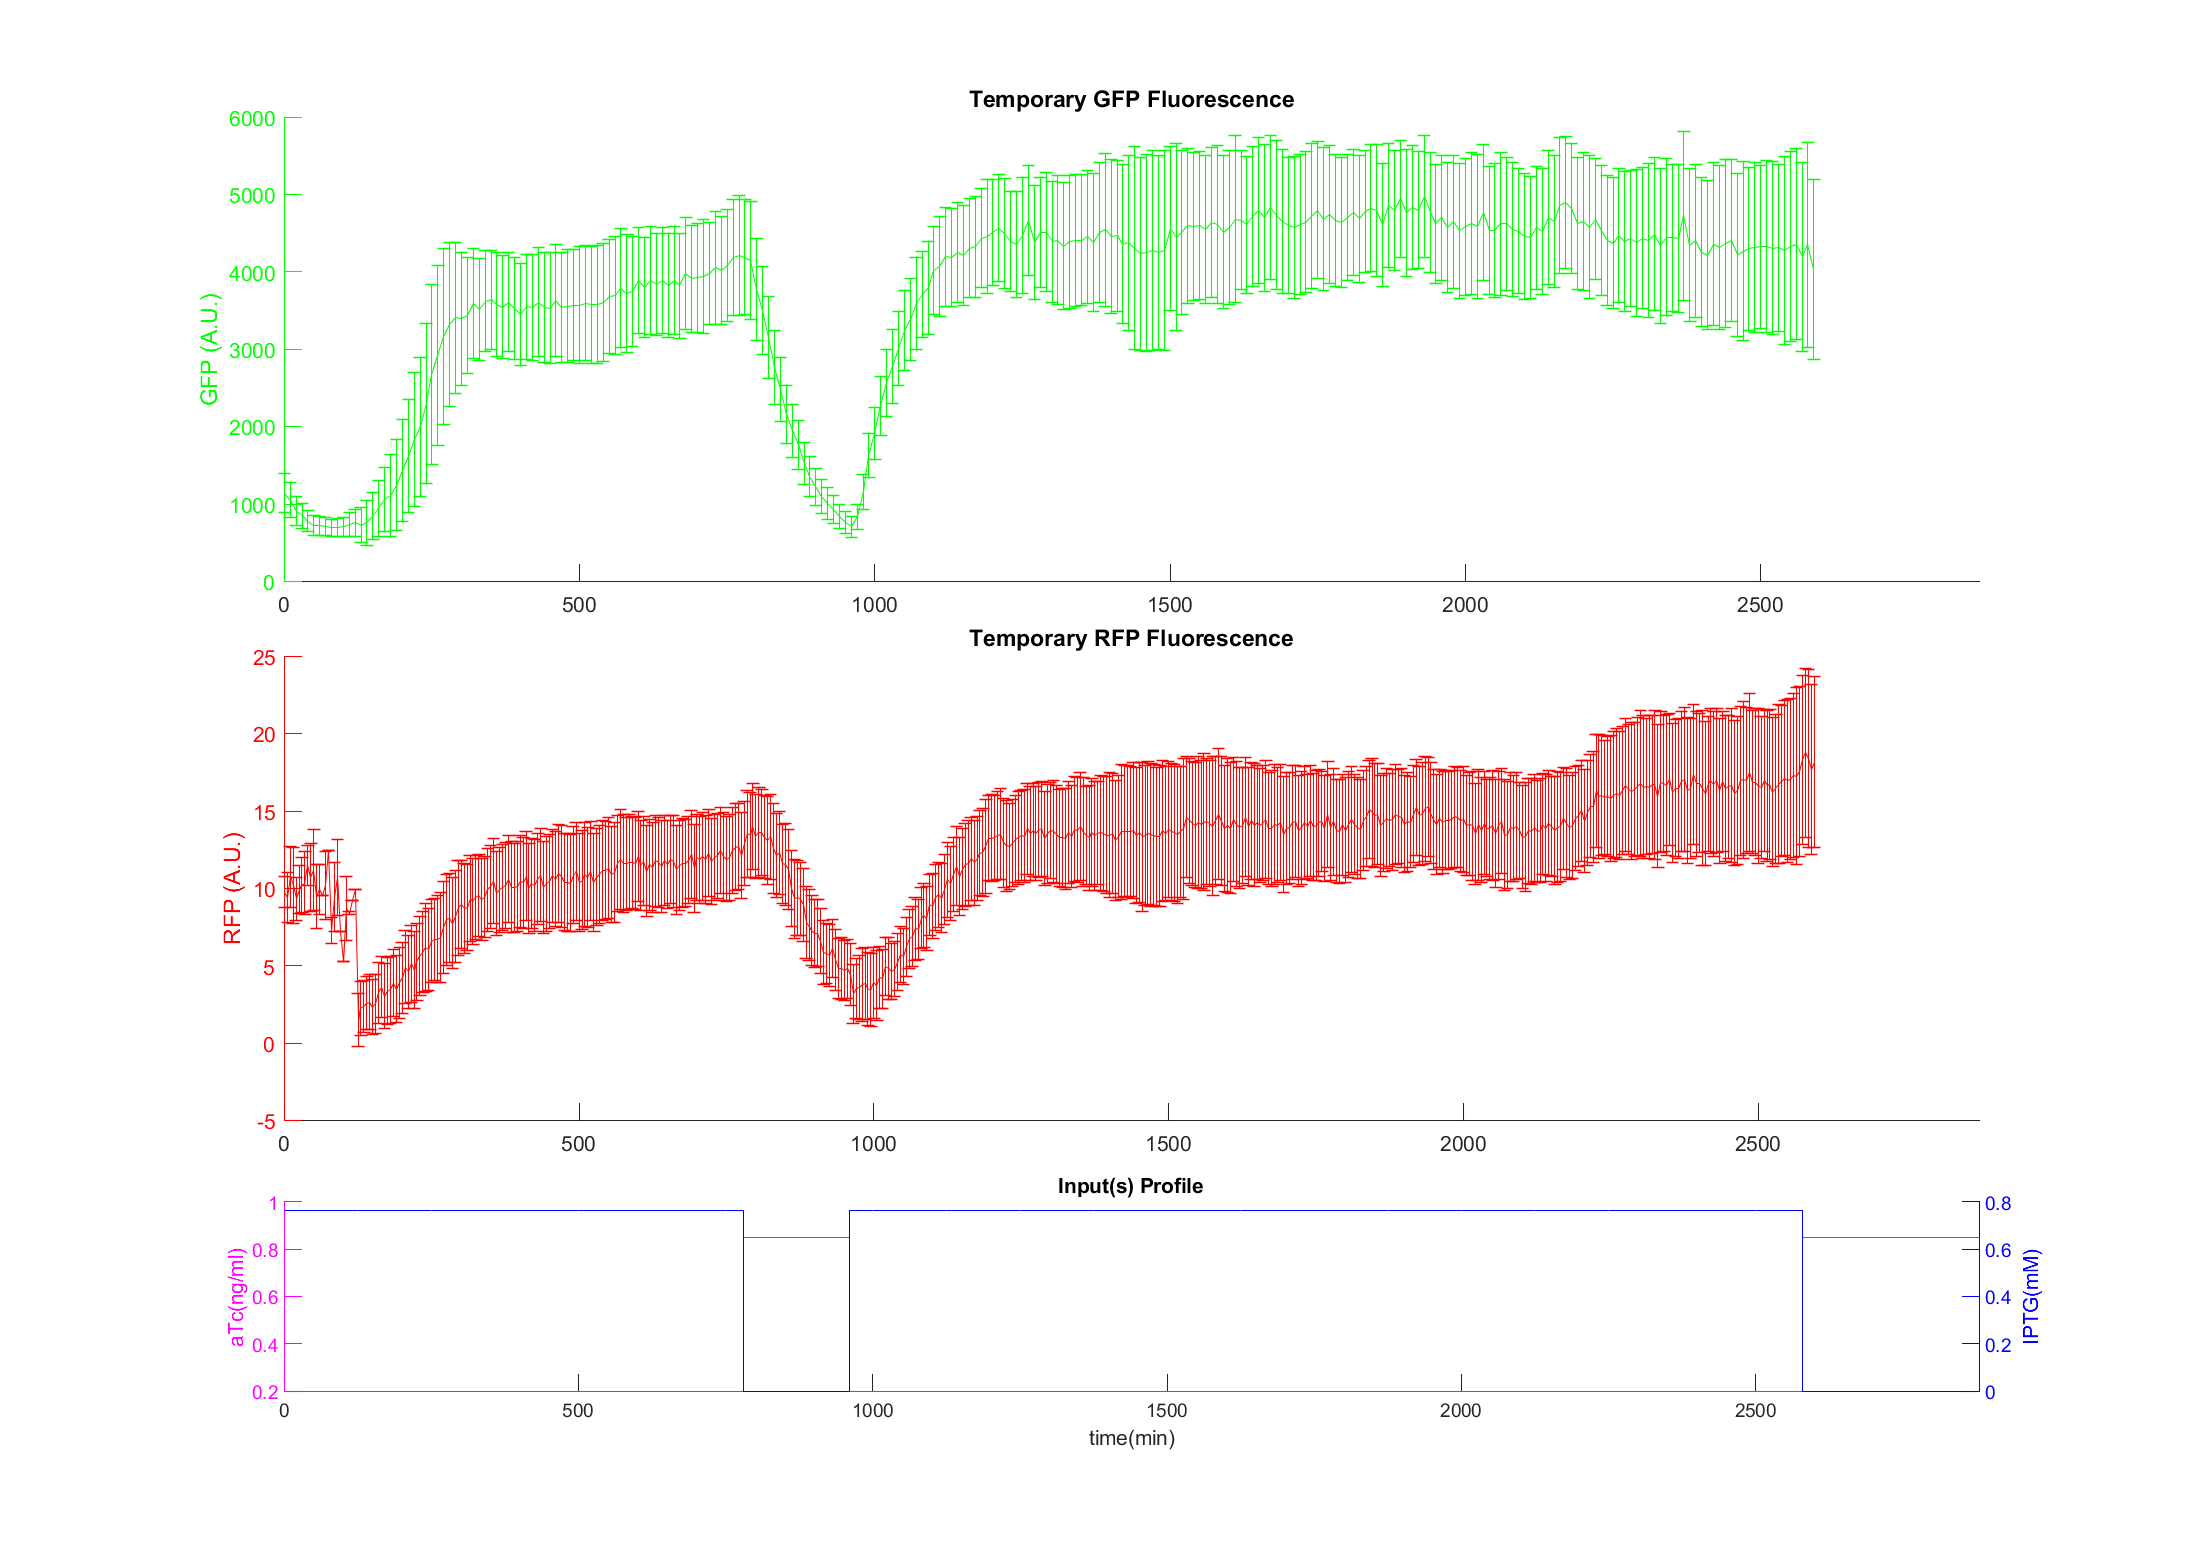 Temporary GFP Fluorescence
6000
5000
4000
3000
2000
1000
0
GFP (A.U.)
0 500 1000 1500 2000 2500
Temporary RFP Fluorescence
25
20
15
10
5
0
-5
RFP (A.U.)
0 500 1000 1500 2000 2500
Input(s) Profile
1
0.8
0.6
0.4
0.2
aTc(ng/ml)
0.8
0.6
0.4
0.2
0
IPTG(mM)
0 500 1000 1500 2000 2500
time(min)